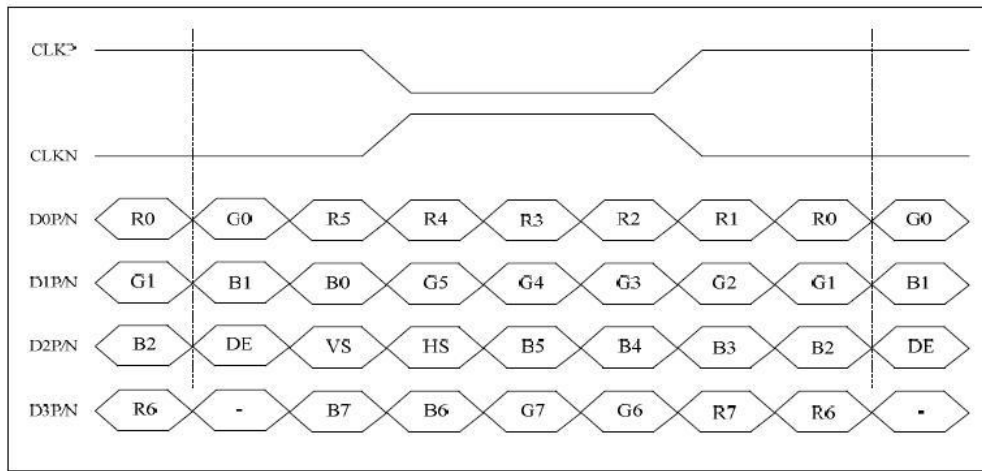 CLKP
CLKN
D0P/N R0 G0 R5 R4 R3 R2 R1 R0 G0
D1P/N G1 B1 B0 G5 G4 G3 G2 G1 B1
D2P/N B2 DE VS HS B5 B4 B3 B2 DE
D3P/N R6 - B7 B6 G7 G6 R7 R6 -